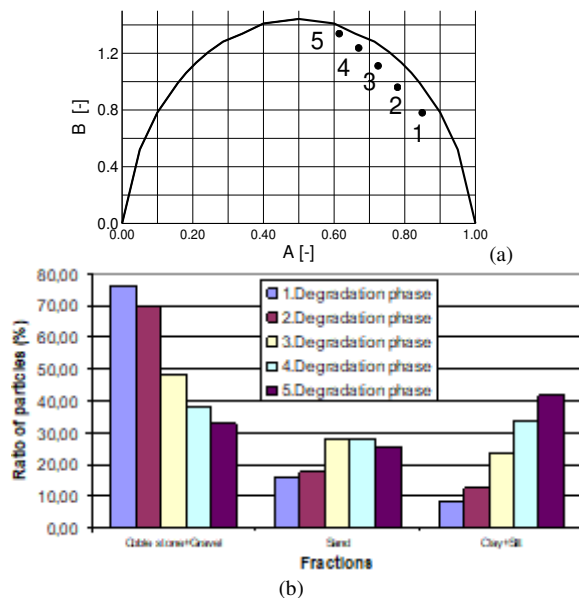 1.2
0.8
0.4
0.0
B [-]
5
4
3
2
1
0.00 0.20 0.40 0.60 0.80 1.00
A [-]
(a)
80,00
70,00
60,00
50,00
40,00
30,00
20,00
10,00
0,00
Ratio of particles (%)
1.Degradation phase
2.Degradation phase
3.Degradation phase
4.Degradation phase
5.Degradation phase
Coble stone+Gravel Sand Clay+Silt
Fractions
(b)